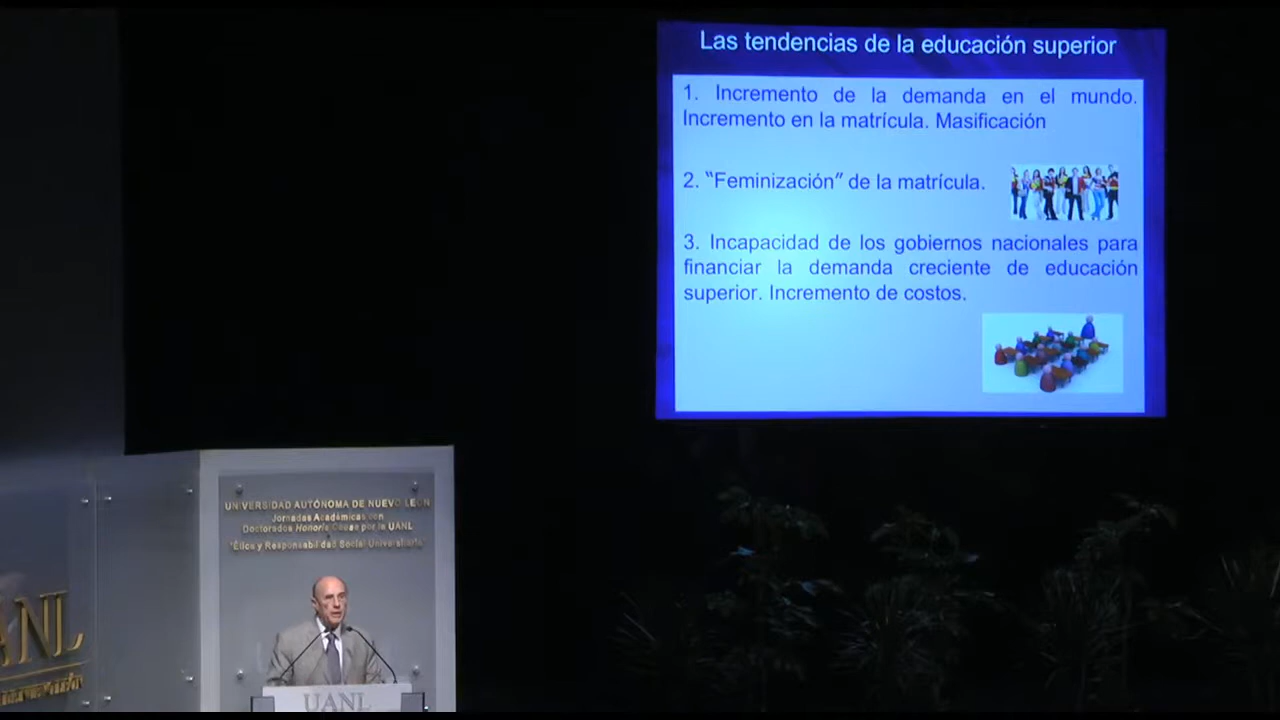 Las tendencias de la educación superior
1. Incremento de la demanda en el mundo.
Incremento en la matrícula. Masificación
2. “Feminización” de la matrícula.
3. Incapacidad de los gobiernos nacionales para
financiar la demanda creciente de educación
superior. Incremento de costos.
UNIVERSIDAD AUTÓNOMA DE NUEVO LEÓN
Jornadas Académicas con
Doctorados Honoris Causa por la UANL
"Ética y Responsabilidad Social Universitaria"
UANL
UANL